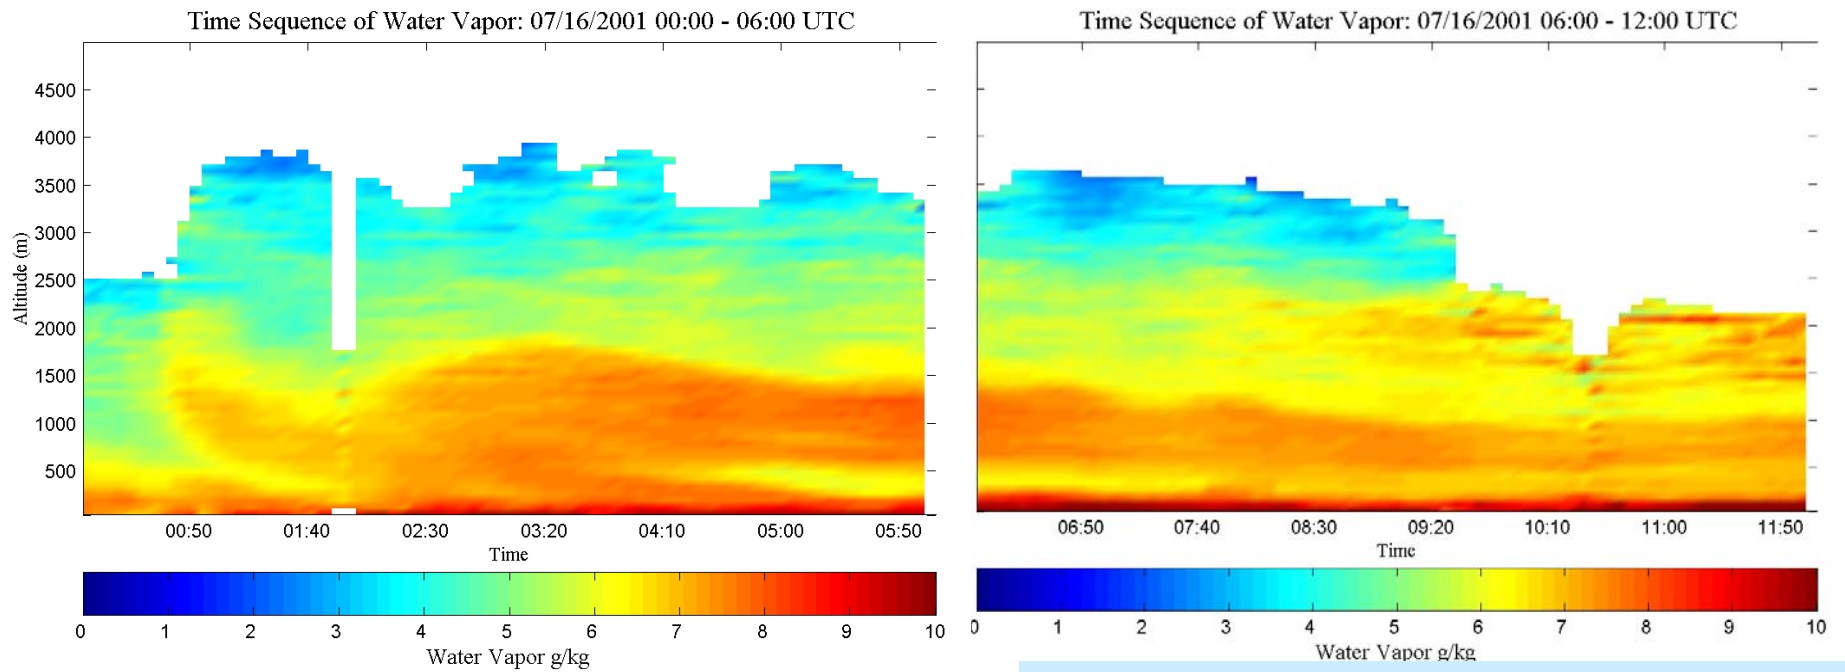 Time Sequence of Water Vapor: 07/16/2001 00:00 - 06:00 UTC
4500
4000
3500
3000
2500
2000
1500
1000
500
Altitude (m)
00:50 01:40 02:30 03:20 04:10 05:00 05:50
Time
0 1 2 3 4 5 6 7 8 9 10
Water Vapor g/kg
Time Sequence of Water Vapor: 07/16/2001 06:00 - 12:00 UTC
06:50 07:40 08:30 09:20 10:10 11:00 11:50
Time
0 1 2 3 4 5 6 7 8 9 10
Water Vapor g/kg